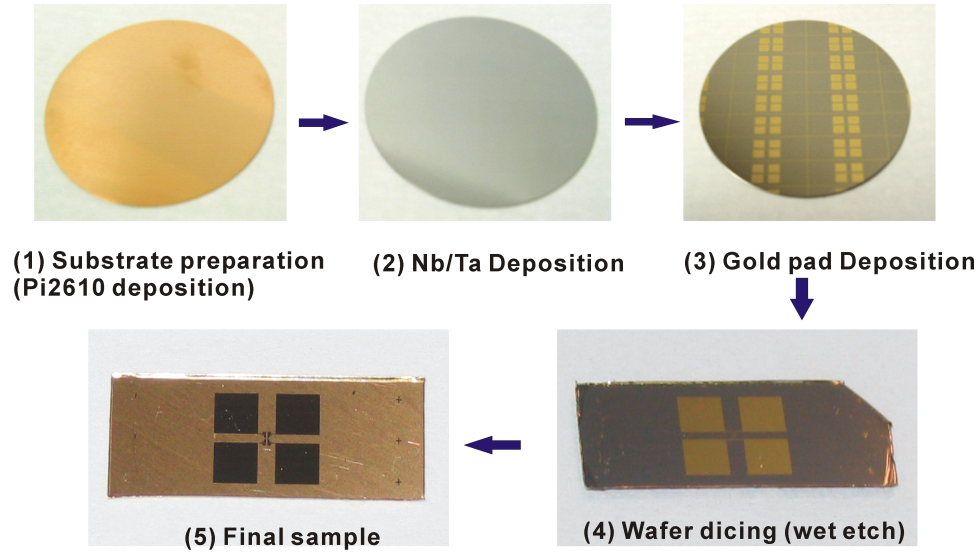 (1) Substrate preparation
(Pi2610 deposition)
(2) Nb/Ta Deposition
(3) Gold pad Deposition
(4) Wafer dicing (wet etch)
(5) Final sample